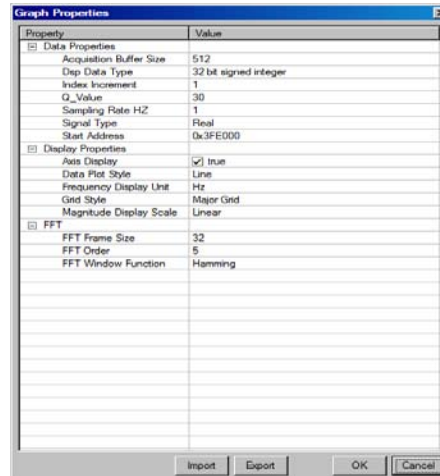 Graph Properties
Property Value
Data Properties
Acquisition Buffer Size 512
Dsp Data Type 32 bit signed integer
Index Increment 1
Q_Value 30
Sampling Rate HZ 1
Signal Type Real
Start Address 0x3FE000
Display Properties
Axis Display true
Data Plot Style Line
Frequency Display Unit Hz
Grid Style Major Grid
Magnitude Display Scale Linear
FFT
FFT Frame Size 32
FFT Order 5
FFT Window Function Hamming
Import Export OK Cancel